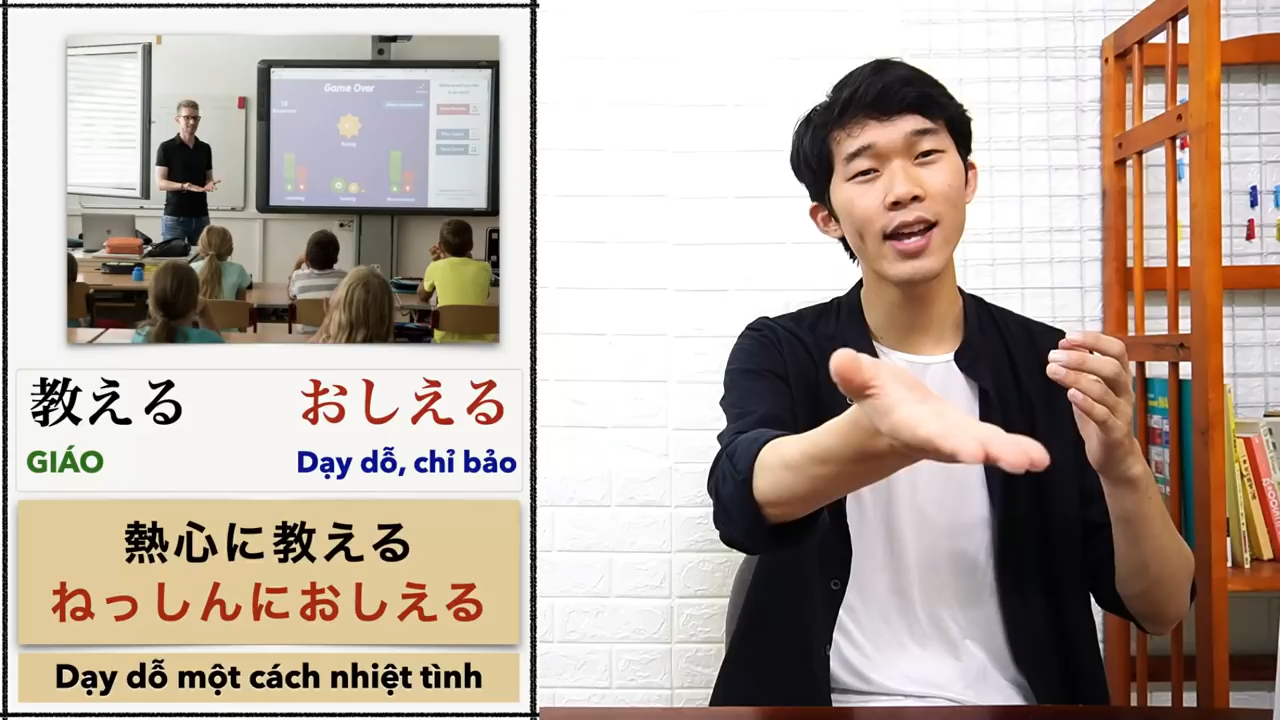 Game Over
教える おしえる
GIÁO Dạy dỗ, chỉ bảo
熱心に教える
ねっしんにおしえる
Dạy dỗ một cách nhiệt tình